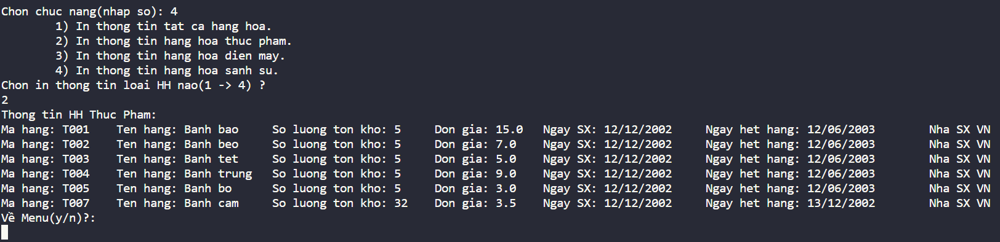 Chon chuc nang(nhap so): 4
1) In thong tin tat ca hang hoa.
2) In thong tin hang hoa thuc pham.
3) In thong tin hang hoa dien may.
4) In thong tin hang hoa sanh su.
Chon in thong tin loai HH nao(1 -> 4) ?
2
Thong tin HH Thuc Pham:
Ma hang: T001 Ten hang: Banh bao So luong ton kho: 5 Don gia: 15.0 Ngay SX: 12/12/2002 Ngay het hang: 12/06/2003 Nha SX VN
Ma hang: T002 Ten hang: Banh beo So luong ton kho: 5 Don gia: 7.0 Ngay SX: 12/12/2002 Ngay het hang: 12/06/2003 Nha SX VN
Ma hang: T003 Ten hang: Banh tet So luong ton kho: 5 Don gia: 5.0 Ngay SX: 12/12/2002 Ngay het hang: 12/06/2003 Nha SX VN
Ma hang: T004 Ten hang: Banh trung So luong ton kho: 5 Don gia: 9.0 Ngay SX: 12/12/2002 Ngay het hang: 12/06/2003 Nha SX VN
Ma hang: T005 Ten hang: Banh bo So luong ton kho: 5 Don gia: 3.0 Ngay SX: 12/12/2002 Ngay het hang: 12/06/2003 Nha SX VN
Ma hang: T007 Ten hang: Banh cam So luong ton kho: 32 Don gia: 3.5 Ngay SX: 12/12/2002 Ngay het hang: 13/12/2002 Nha SX VN
Về Menu(y/n)?: